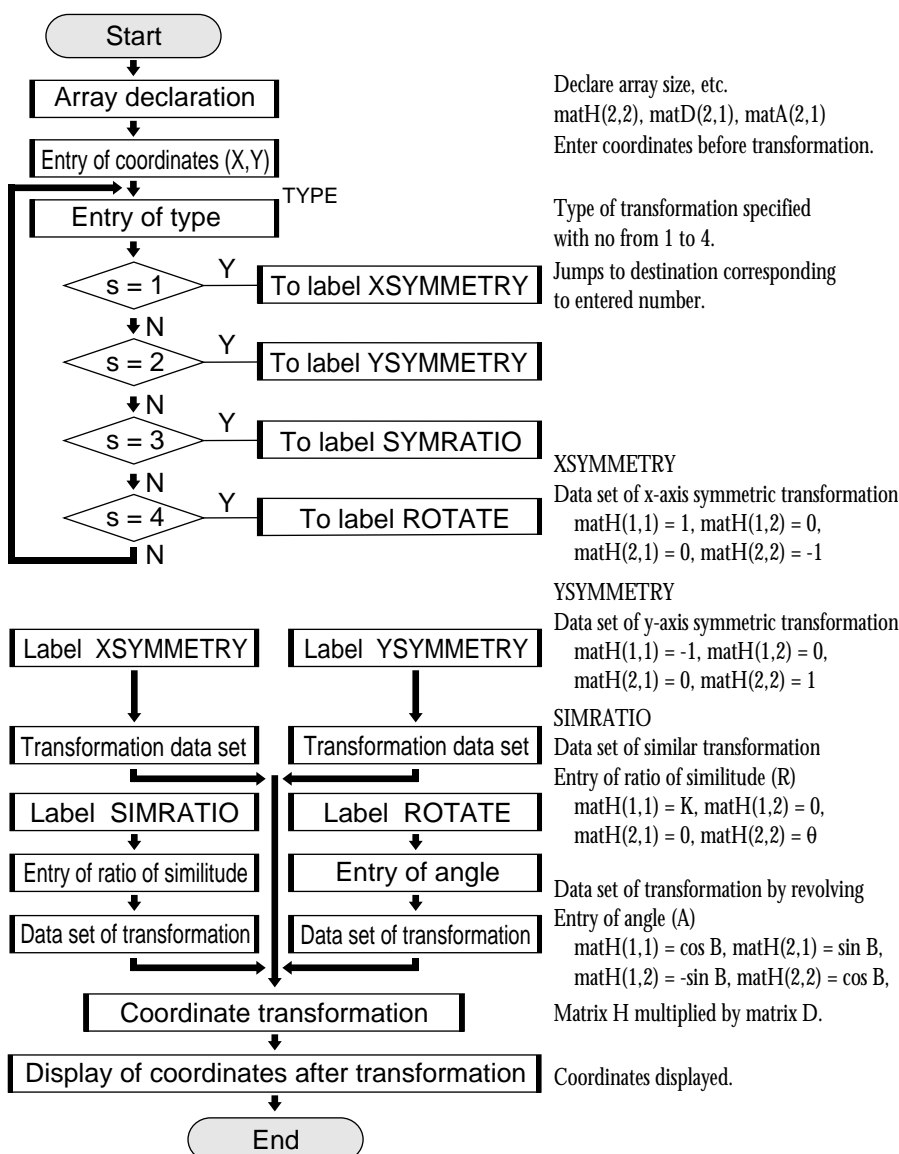 Start
Array declaration
Declare array size, etc.
matH(2,2), matD(2,1), matA(2,1)
Entry of coordinates (X,Y)
Enter coordinates before transformation.
TYPE
Entry of type
Type of transformation specified
with no from 1 to 4.
s = 1
Y
To label XSYMMETRY
Jumps to destination corresponding
to entered number.
N
s = 2
Y
To label YSYMMETRY
N
s = 3
Y
To label SYMRATIO
N
s = 4
Y
To label ROTATE
N
XSYMMETRY
Data set of x-axis symmetric transformation
matH(1,1) = 1, matH(1,2) = 0,
matH(2,1) = 0, matH(2,2) = -1
YSYMMETRY
Data set of y-axis symmetric transformation
matH(1,1) = -1, matH(1,2) = 0,
matH(2,1) = 0, matH(2,2) = 1
Label XSYMMETRY
Label YSYMMETRY
Transformation data set
Transformation data set
SIMRATIO
Data set of similar transformation
Entry of ratio of similitude (R)
matH(1,1) = K, matH(1,2) = 0,
matH(2,1) = 0, matH(2,2) = θ
Label SIMRATIO
Label ROTATE
Entry of ratio of similitude
Entry of angle
Data set of transformation
Data set of transformation
Data set of transformation by revolving
Entry of angle (A)
matH(1,1) = cos B, matH(2,1) = sin B,
matH(1,2) = -sin B, matH(2,2) = cos B,
Coordinate transformation
Matrix H multiplied by matrix D.
Display of coordinates after transformation
Coordinates displayed.
End